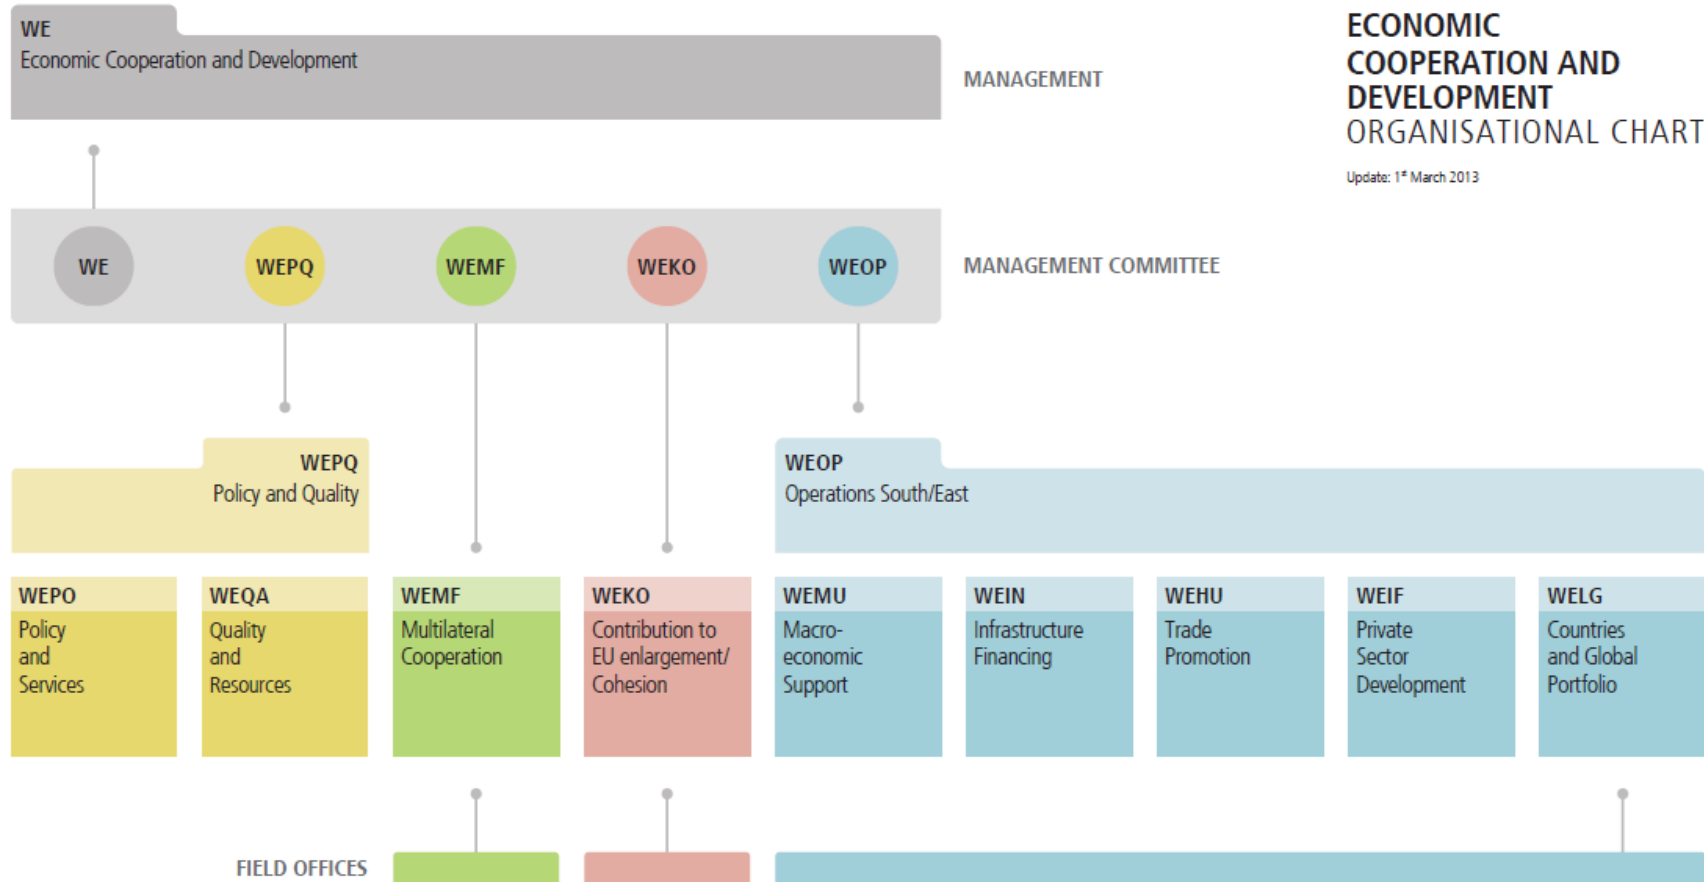 WE
Economic Cooperation and Development
MANAGEMENT
ECONOMIC
COOPERATION AND
DEVELOPMENT
ORGANISATIONAL CHART
Update: 1st March 2013
WE
WEPQ
WEMF
WEKO
WEOP
MANAGEMENT COMMITTEE
WEPQ
Policy and Quality
WEOP
Operations South/East
WEPO
Policy
and
Services
WEQA
Quality
and
Resources
WEMF
Multilateral
Cooperation
WEKO
Contribution to
EU enlargement/
Cohesion
WEMU
Macro-
economic
Support
WEIN
Infrastructure
Financing
WEHU
Trade
Promotion
WEIF
Private
Sector
Development
WELG
Countries
and Global
Portfolio
FIELD OFFICES